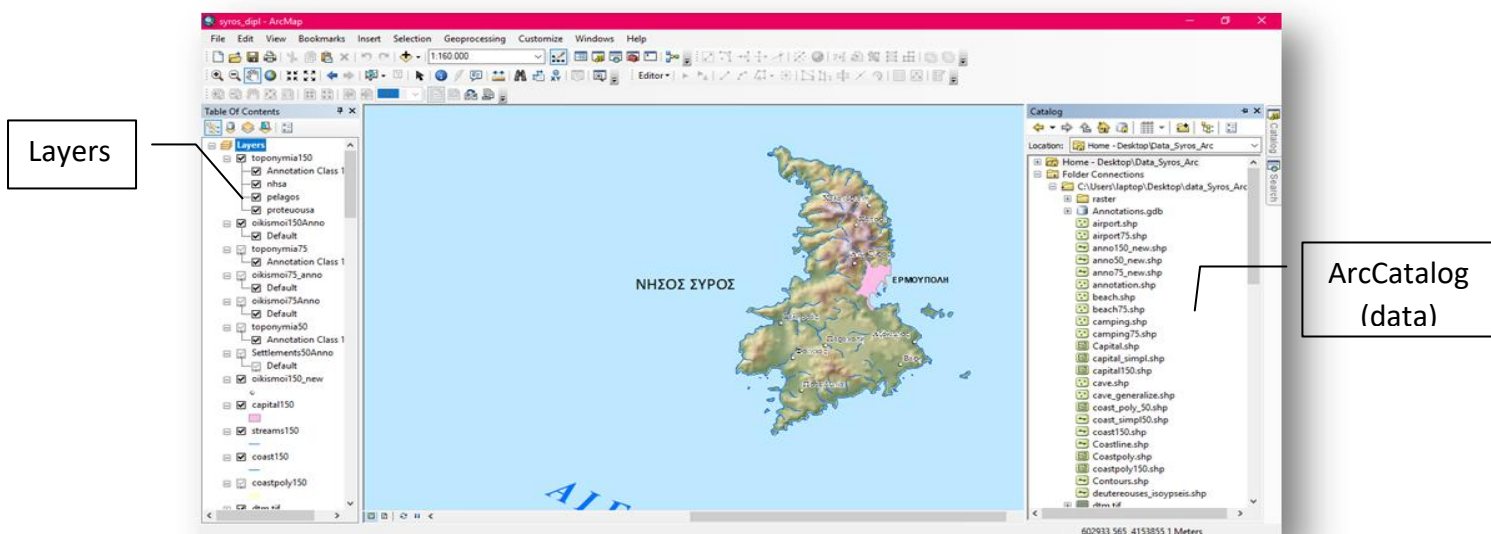 syros_dipl - ArcMap
File Edit View Bookmarks Insert Selection Geoprocessing Customize Windows Help
1:160.000
Editor
Table Of Contents
Layers
toponymia150
Annotation Class 1
nhsa
pelagos
proteuousa
oikismoi150Anno
Default
toponymia75
Annotation Class 1
oikismoi75_anno
Default
oikismoi75Anno
Default
toponymia50
Annotation Class 1
Settlements50Anno
Default
oikismoi150_new
capital150
streams150
coast150
coastpoly150
dtm.tif
Layers
ΝΗΣΟΣ ΣΥΡΟΣ
ΕΡΜΟΥΠΟΛΗ
Α Ι Γ
Catalog
Location: Home - Desktop\Data_Syros_Arc
Home - Desktop\Data_Syros_Arc
Folder Connections
C:\Users\laptop\Desktop\data_Syros_Arc
raster
Annotations.gdb
airport.shp
airport75.shp
anno150_new.shp
anno50_new.shp
anno75_new.shp
annotation.shp
beach.shp
beach75.shp
camping.shp
camping75.shp
Capital.shp
capital_simpl.shp
capital150.shp
cave.shp
cave_generalize.shp
coast_poly_50.shp
coast_simpl50.shp
coast150.shp
Coastline.shp
Coastpoly.shp
coastpoly150.shp
Contours.shp
deutereouses_isoypseis.shp
dtm.tif
Catalog
Search
ArcCatalog
(data)
602933,565 4153855,1 Meters